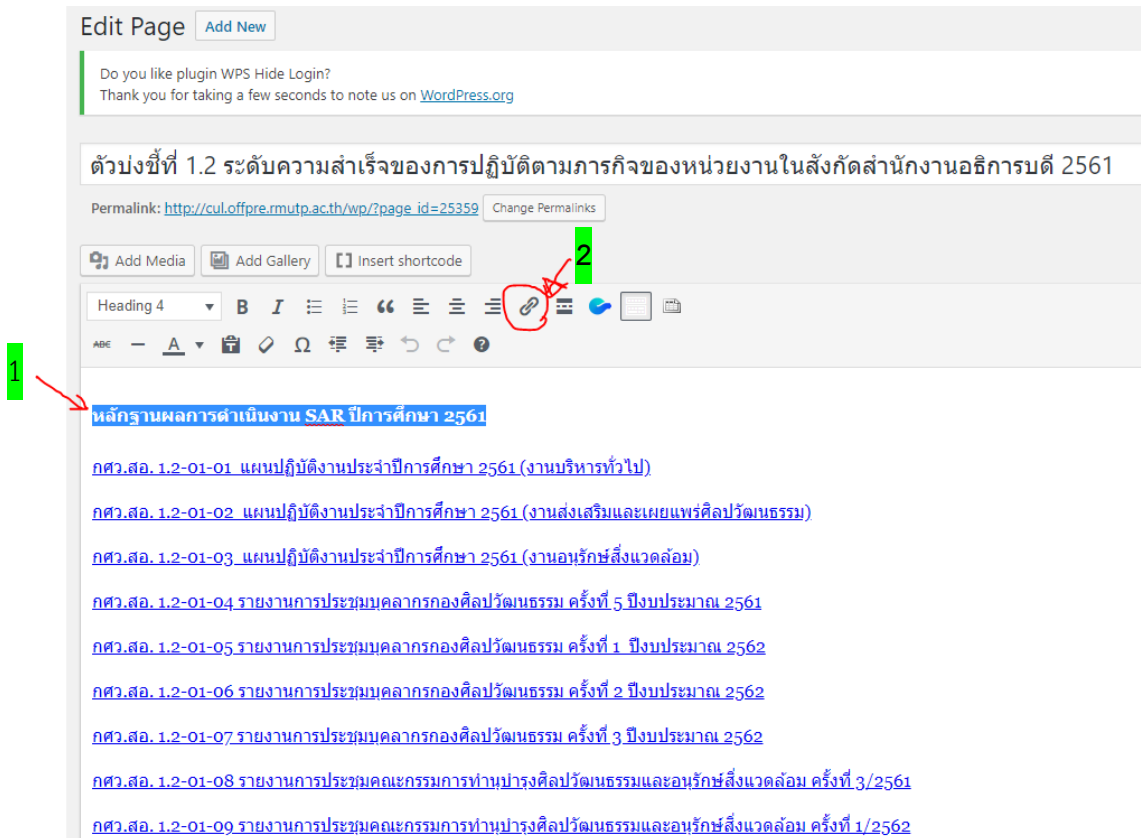 Edit Page Add New
Do you like plugin WPS Hide Login?
Thank you for taking a few seconds to note us on WordPress.org
ตัวบ่งชี้ที่ 1.2 ระดับความสำเร็จของการปฏิบัติตามภารกิจของหน่วยงานในสังกัดสำนักงานอธิการบดี 2561
Permalink: http://cul.offpre.rmutp.ac.th/wp/?page_id=25359 Change Permalinks
2
Add Media Add Gallery Insert shortcode
Heading 4 B I
ABC A Ω
1
หลักฐานผลการดำเนินงาน SAR ปีการศึกษา 2561
กศว.สอ. 1.2-01-01 แผนปฏิบัติงานประจำปีการศึกษา 2561 (งานบริหารทั่วไป)
กศว.สอ. 1.2-01-02 แผนปฏิบัติงานประจำปีการศึกษา 2561 (งานส่งเสริมและเผยแพร่ศิลปวัฒนธรรม)
กศว.สอ. 1.2-01-03 แผนปฏิบัติงานประจำปีการศึกษา 2561 (งานอนุรักษ์สิ่งแวดล้อม)
กศว.สอ. 1.2-01-04 รายงานการประชุมบุคลากรกองศิลปวัฒนธรรม ครั้งที่ 5 ปีงบประมาณ 2561
กศว.สอ. 1.2-01-05 รายงานการประชุมบุคลากรกองศิลปวัฒนธรรม ครั้งที่ 1 ปีงบประมาณ 2562
กศว.สอ. 1.2-01-06 รายงานการประชุมบุคลากรกองศิลปวัฒนธรรม ครั้งที่ 2 ปีงบประมาณ 2562
กศว.สอ. 1.2-01-07 รายงานการประชุมบุคลากรกองศิลปวัฒนธรรม ครั้งที่ 3 ปีงบประมาณ 2562
กศว.สอ. 1.2-01-08 รายงานการประชุมคณะกรรมการทำนุบำรุงศิลปวัฒนธรรมและอนุรักษ์สิ่งแวดล้อม ครั้งที่ 3/2561
กศว.สอ. 1.2-01-09 รายงานการประชุมคณะกรรมการทำนุบำรุงศิลปวัฒนธรรมและอนุรักษ์สิ่งแวดล้อม ครั้งที่ 1/2562